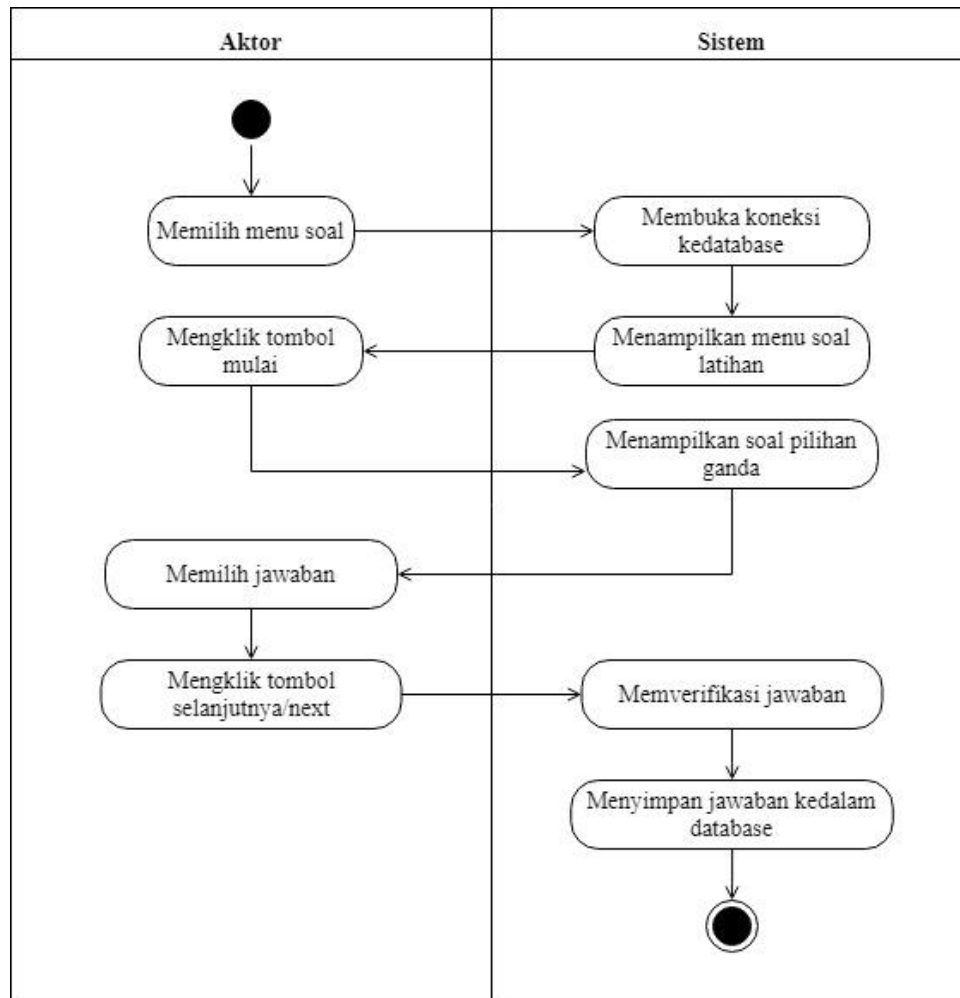 Aktor
Sistem
Memilih menu soal
Membuka koneksi
kedatabase
Mengklik tombol
mulai
Menampilkan menu soal
latihan
Menampilkan soal pilihan
ganda
Memilih jawaban
Mengklik tombol
selanjutnya/next
Memverifikasi jawaban
Menyimpan jawaban kedalam
database